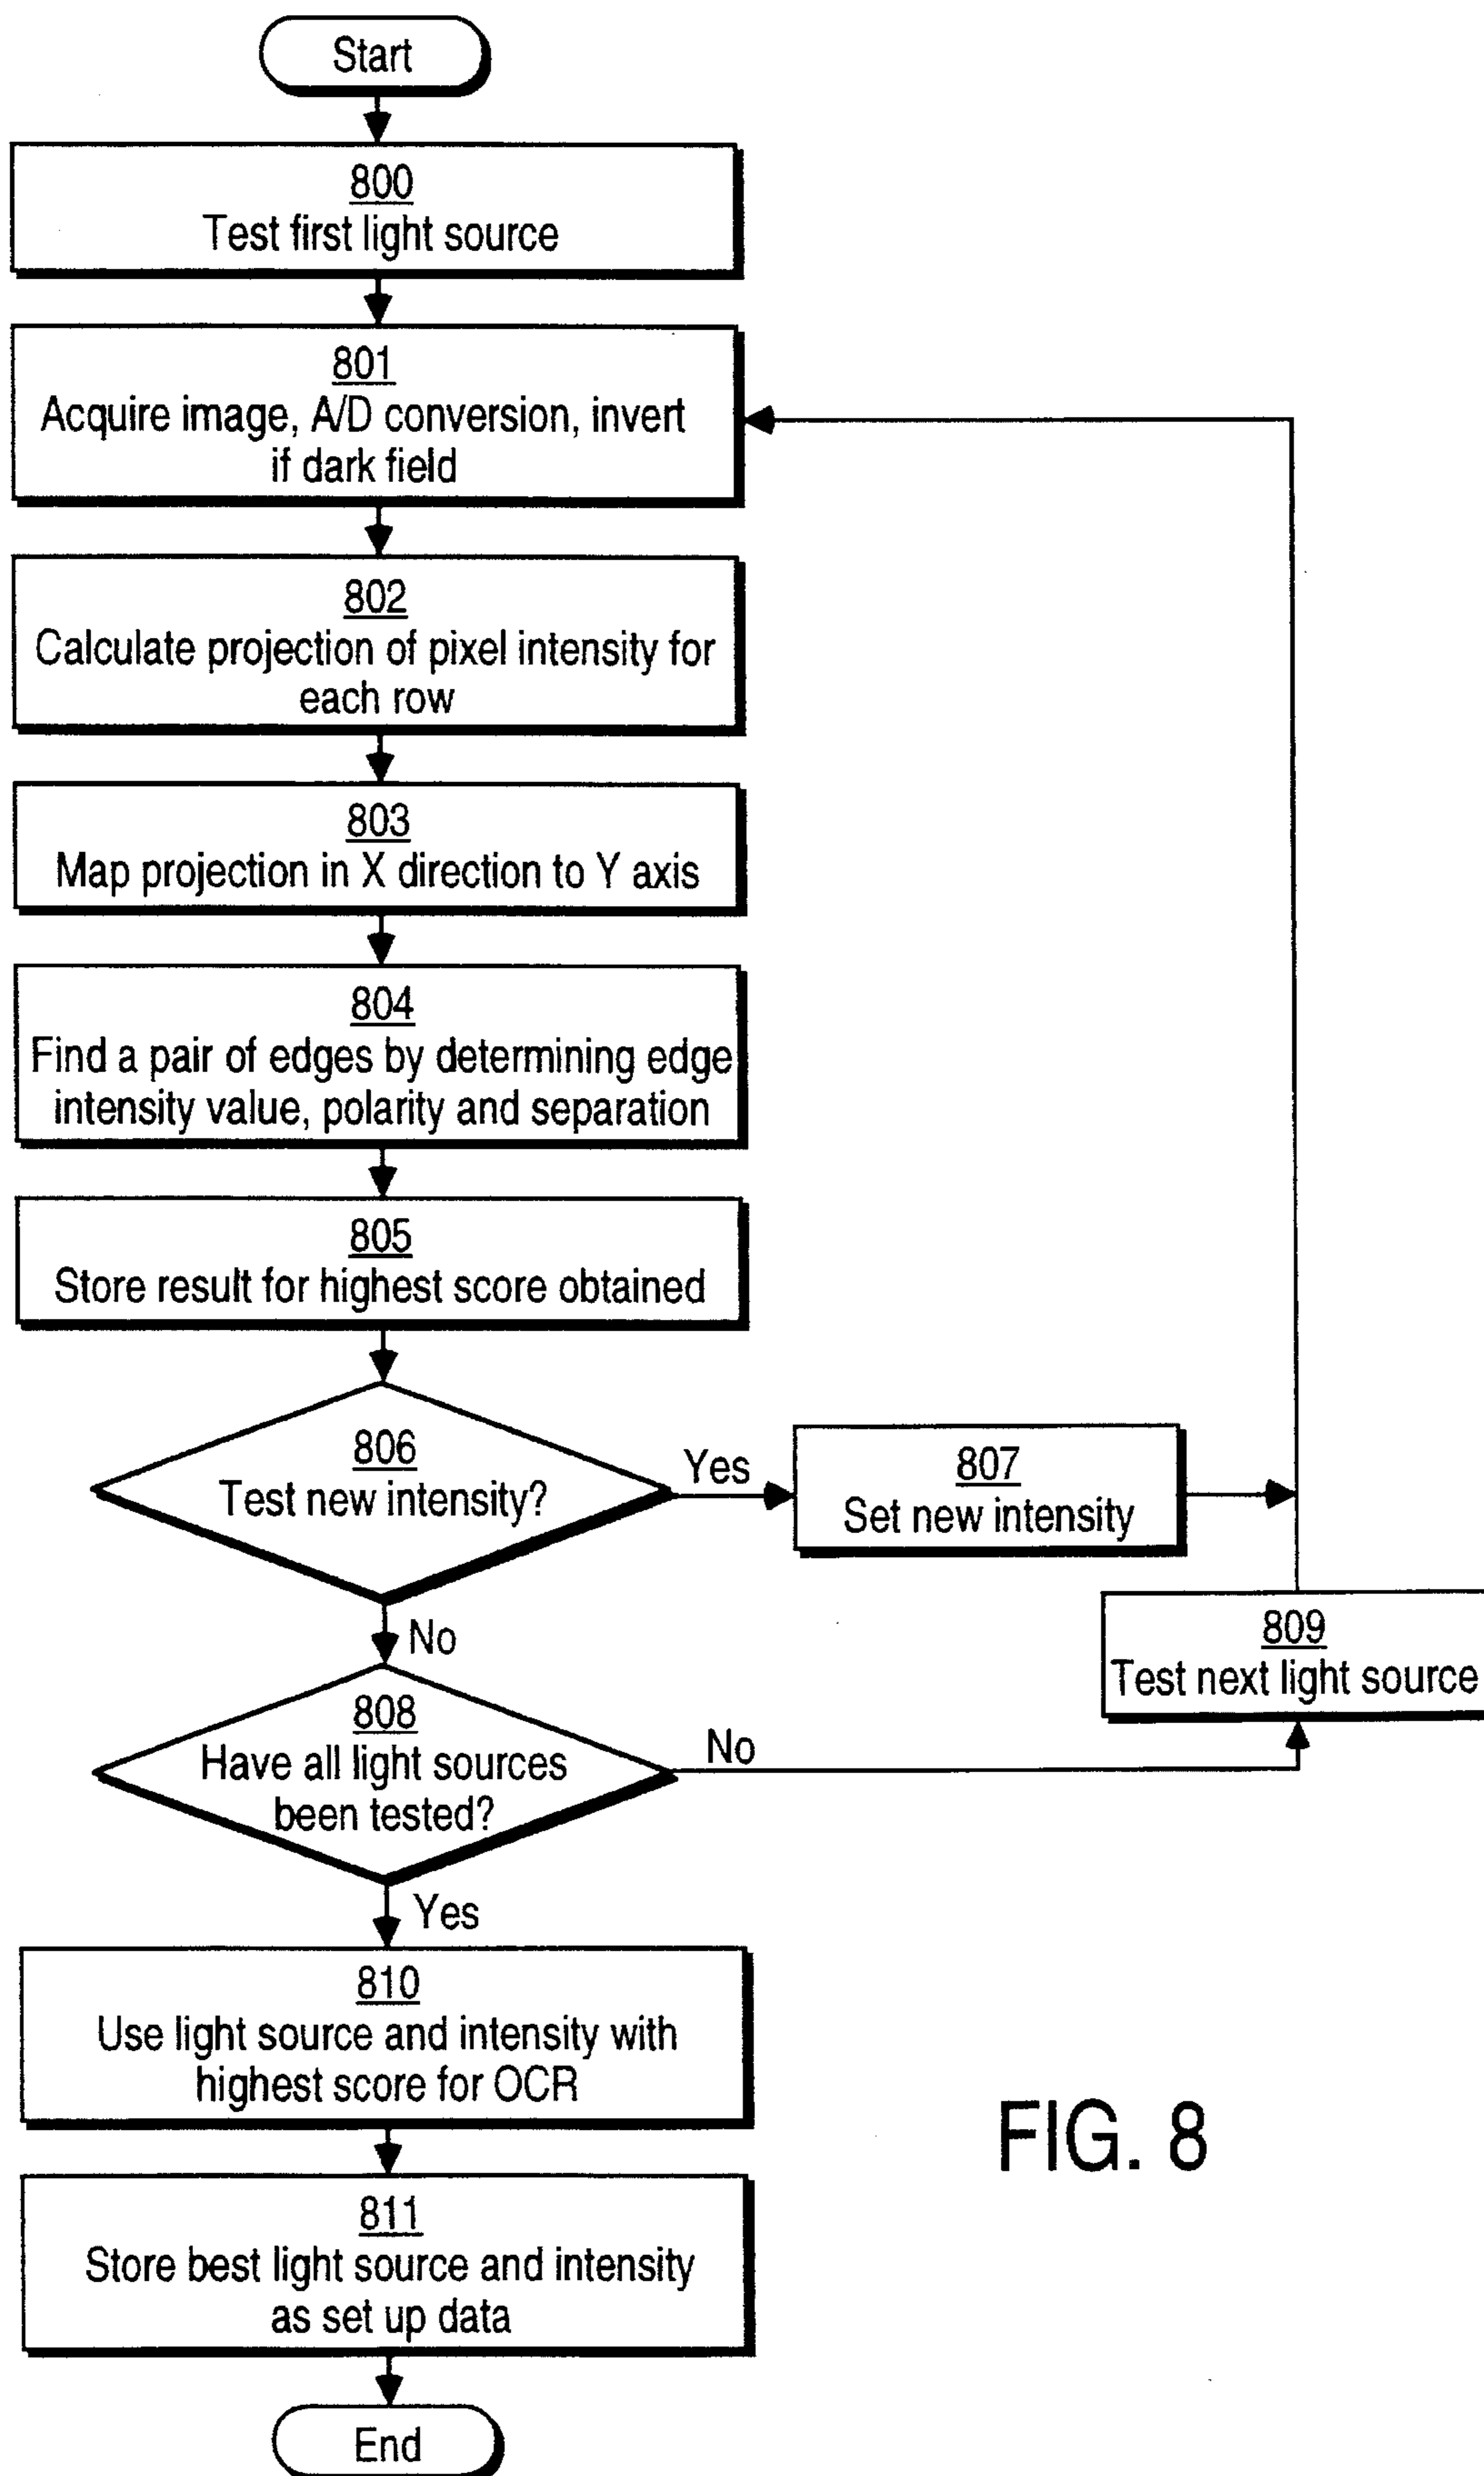 Start
800
Test first light source
801
Acquire image, A/D conversion, invert
if dark field
802
Calculate projection of pixel intensity for
each row
803
Map projection in X direction to Y axis
804
Find a pair of edges by determining edge
intensity value, polarity and separation
805
Store result for highest score obtained
806
Test new intensity?
Yes
807
Set new intensity
No
809
Test next light source
808
Have all light sources
been tested?
No
Yes
810
Use light source and intensity with
highest score for OCR
811
Store best light source and intensity
as set up data
End
FIG. 8